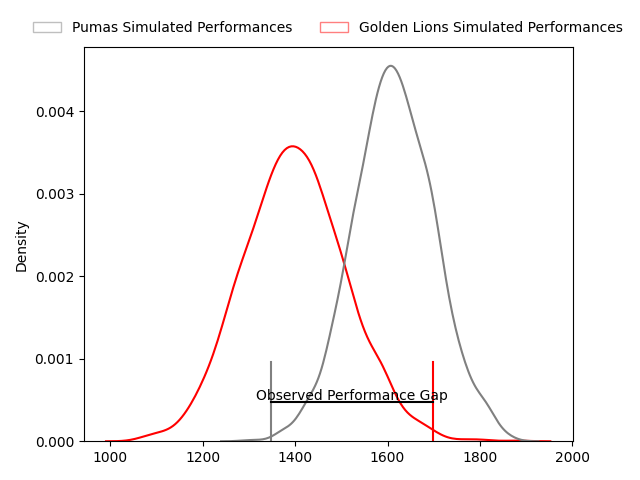 Pumas Simulated Performances Golden Lions Simulated Performances
0.004
0.003
Density
0.002
0.001
Observed Performance Gap
0.000
1000 1200 1400 1600 1800 2000